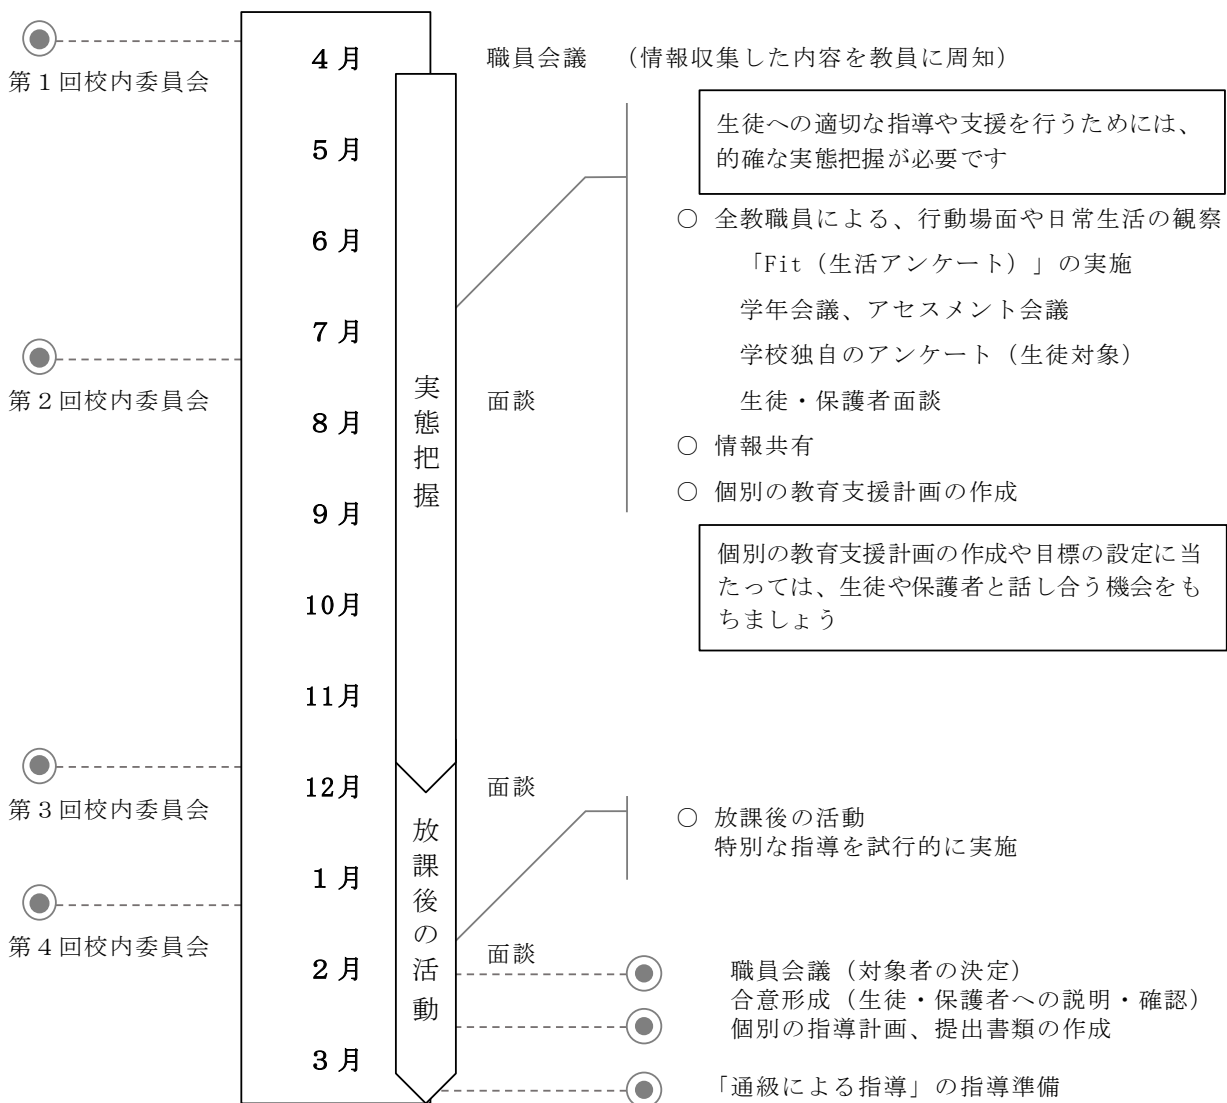 第１回校内委員会
４月
職員会議　（情報収集した内容を教員に周知）
生徒への適切な指導や支援を行うためには、
的確な実態把握が必要です
５月
○ 全教職員による、行動場面や日常生活の観察
６月
「Fit（生活アンケート）」の実施
学年会議、アセスメント会議
７月
学校独自のアンケート（生徒対象）
第２回校内委員会
実態把握
面談
生徒・保護者面談
８月
○ 情報共有
○ 個別の教育支援計画の作成
９月
個別の教育支援計画の作成や目標の設定に当
たっては、生徒や保護者と話し合う機会をも
ちましょう
10月
11月
第３回校内委員会
12月
面談
放課後の活動
○ 放課後の活動
特別な指導を試行的に実施
１月
第４回校内委員会
面談
２月
職員会議（対象者の決定）
合意形成（生徒・保護者への説明・確認）
個別の指導計画、提出書類の作成
３月
「通級による指導」の指導準備